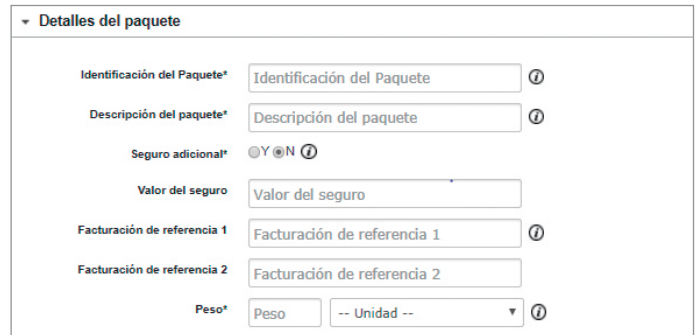 Detalles del paquete
Identificación del Paquete* Identificación del Paquete
Descripción del paquete* Descripción del paquete
Seguro adicional* Y N i
Valor del seguro Valor del seguro
Facturación de referencia 1 Facturación de referencia 1
Facturación de referencia 2 Facturación de referencia 2
Peso* Peso -- Unidad --